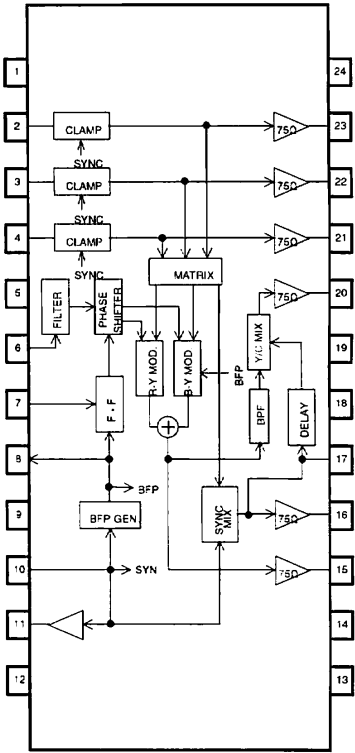 1
24
2
CLAMP
75Ω
23
SYNC
3
CLAMP
75Ω
22
SYNC
4
CLAMP
75Ω
21
SYNC
MATRIX
5
FILTER
PHASE SHIFTER
75Ω
20
6
R-Y MOD.
B-Y MOD.
Y/C MIX
19
BFP
7
F·F
BPF
DELAY
18
8
17
BFP
9
BFP GEN
SYNC MIX
75Ω
16
10
SYN
75Ω
15
11
14
12
13